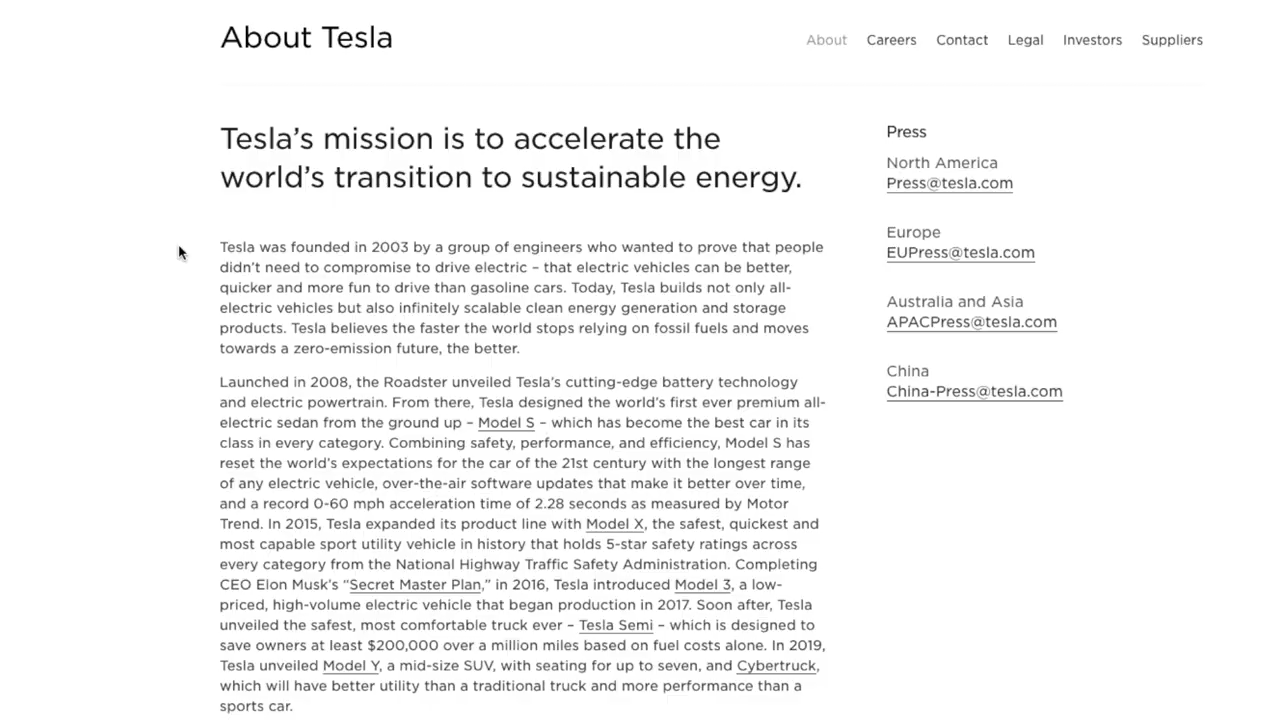 About Tesla
About Careers Contact Legal Investors Suppliers
Tesla’s mission is to accelerate the
world’s transition to sustainable energy.
Tesla was founded in 2003 by a group of engineers who wanted to prove that people
didn’t need to compromise to drive electric – that electric vehicles can be better,
quicker and more fun to drive than gasoline cars. Today, Tesla builds not only all-
electric vehicles but also infinitely scalable clean energy generation and storage
products. Tesla believes the faster the world stops relying on fossil fuels and moves
towards a zero-emission future, the better.
Launched in 2008, the Roadster unveiled Tesla’s cutting-edge battery technology
and electric powertrain. From there, Tesla designed the world’s first ever premium all-
electric sedan from the ground up – Model S – which has become the best car in its
class in every category. Combining safety, performance, and efficiency, Model S has
reset the world’s expectations for the car of the 21st century with the longest range
of any electric vehicle, over-the-air software updates that make it better over time,
and a record 0-60 mph acceleration time of 2.28 seconds as measured by Motor
Trend. In 2015, Tesla expanded its product line with Model X, the safest, quickest and
most capable sport utility vehicle in history that holds 5-star safety ratings across
every category from the National Highway Traffic Safety Administration. Completing
CEO Elon Musk’s “Secret Master Plan,” in 2016, Tesla introduced Model 3, a low-
priced, high-volume electric vehicle that began production in 2017. Soon after, Tesla
unveiled the safest, most comfortable truck ever – Tesla Semi – which is designed to
save owners at least $200,000 over a million miles based on fuel costs alone. In 2019,
Tesla unveiled Model Y, a mid-size SUV, with seating for up to seven, and Cybertruck,
which will have better utility than a traditional truck and more performance than a
sports car.
Press
North America
Press@tesla.com
Europe
EUPress@tesla.com
Australia and Asia
APACPress@tesla.com
China
China-Press@tesla.com